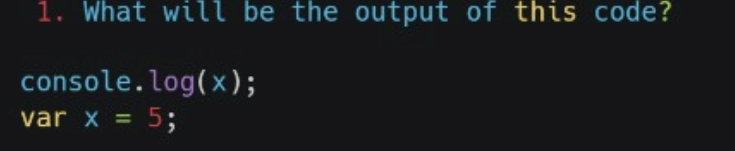 1. What will be the output of this code?
console.log(x);
var x = 5;